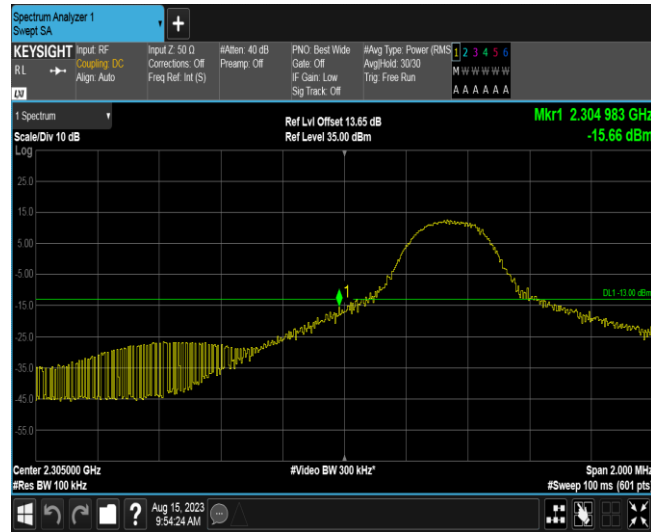 Spectrum Analyzer 1
Swept SA
+
KEYSIGHT Input: RF Input Z: 50 Ω #Atten: 40 dB PNO: Best Wide #Avg Type: Power (RMS 1 2 3 4 5 6
RL Coupling: DC Corrections: Off Preamp: Off Gate: Off Avg|Hold: 30/30 M W W W W W
Align: Auto Freq Ref: Int (S) IF Gain: Low Trig: Free Run
LXI Sig Track: Off A A A A A A
1 Spectrum Ref Lvl Offset 13.65 dB Mkr1 2.304 983 GHz
Scale/Div 10 dB Ref Level 35.00 dBm -15.66 dBm
Log
25.0
15.0
5.00
-5.00
1 DL1 -13.00 dBm
-15.0
-25.0
-35.0
-45.0
-55.0
Center 2.305000 GHz #Video BW 300 kHz* Span 2.000 MHz
#Res BW 100 kHz #Sweep 100 ms (601 pts)
? Aug 15, 2023
9:54:24 AM